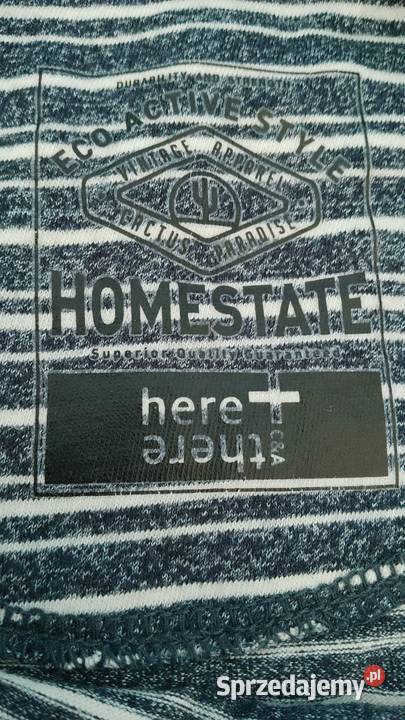 DURABILITY AND STRENGTH
ECO ACTIVE STYLE
VINTAGE APPAREL
CACTUS PARADISE
HOMESTATE
Superior Quality Guaranteed
here
there
C&A
Sprzedajemy.pl